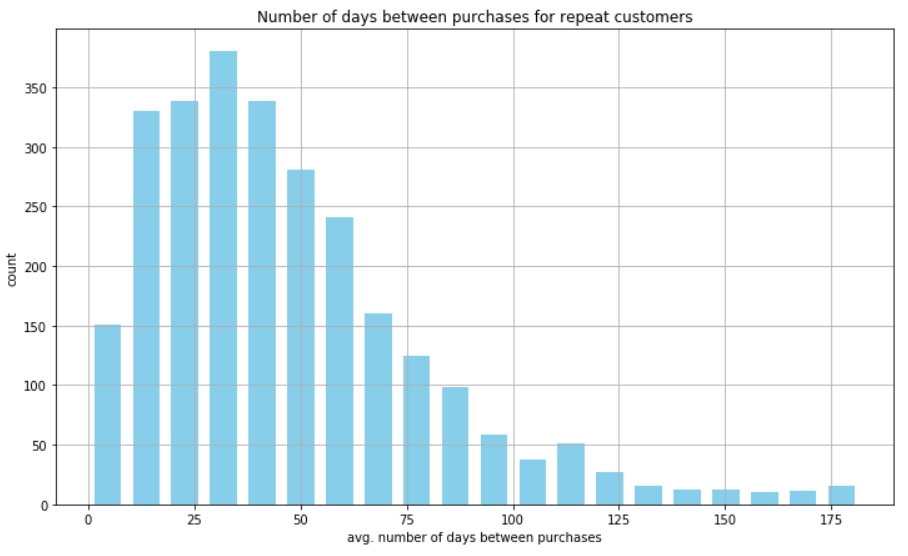 Number of days between purchases for repeat customers
count
350
300
250
200
150
100
50
0
0 25 50 75 100 125 150 175
avg. number of days between purchases